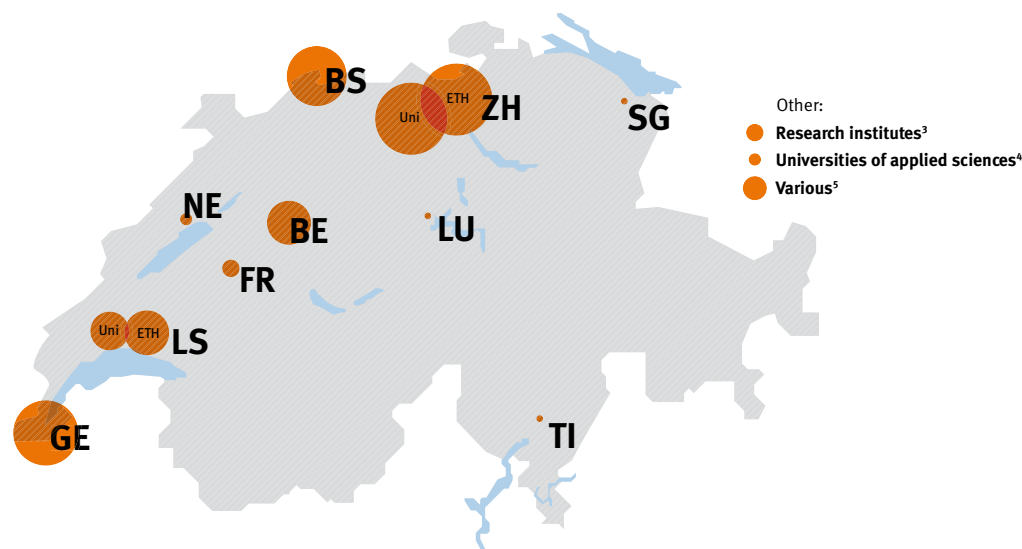 BS
Uni
ETH
ZH
SG
Other:
Research institutes³
Universities of applied sciences⁴
Various⁵
NE
BE
LU
FR
Uni
ETH
LS
GE
TI